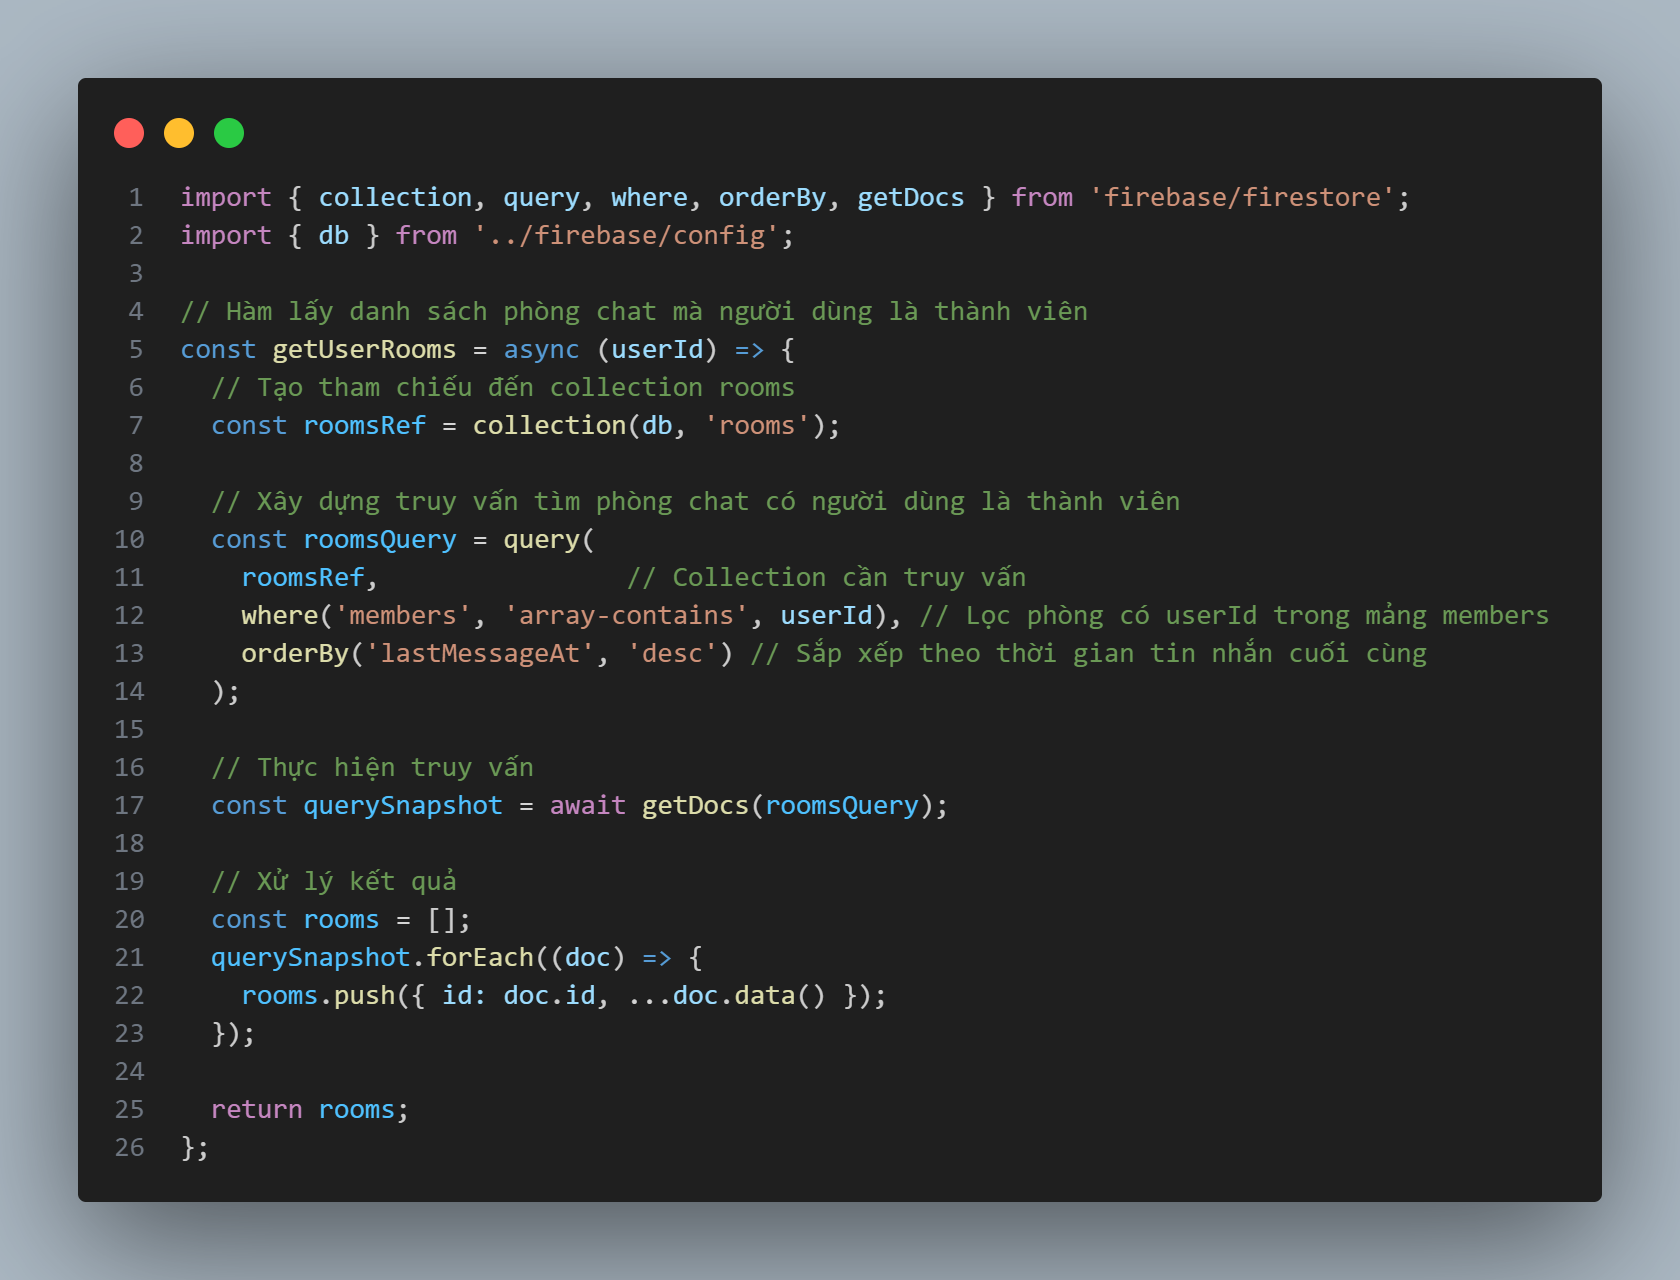 1 import { collection, query, where, orderBy, getDocs } from 'firebase/firestore';
2 import { db } from '../firebase/config';
3
4 // Hàm lấy danh sách phòng chat mà người dùng là thành viên
5 const getUserRooms = async (userId) => {
6   // Tạo tham chiếu đến collection rooms
7   const roomsRef = collection(db, 'rooms');
8
9   // Xây dựng truy vấn tìm phòng chat có người dùng là thành viên
10   const roomsQuery = query(
11     roomsRef,                // Collection cần truy vấn
12     where('members', 'array-contains', userId), // Lọc phòng có userId trong mảng members
13     orderBy('lastMessageAt', 'desc') // Sắp xếp theo thời gian tin nhắn cuối cùng
14   );
15
16   // Thực hiện truy vấn
17   const querySnapshot = await getDocs(roomsQuery);
18
19   // Xử lý kết quả
20   const rooms = [];
21   querySnapshot.forEach((doc) => {
22     rooms.push({ id: doc.id, ...doc.data() });
23   });
24
25   return rooms;
26 };